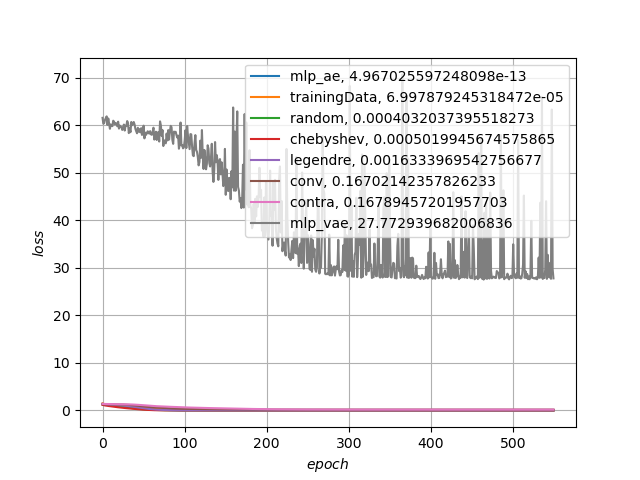 70
60
50
40
30
20
10
0
loss
mlp_ae, 4.967025597248098e-13
trainingData, 6.997879245318472e-05
random, 0.0004032037395518273
chebyshev, 0.0005019945674575865
legendre, 0.0016333969542756677
conv, 0.16702142357826233
contra, 0.16789457201957703
mlp_vae, 27.772939682006836
0 100 200 300 400 500
epoch